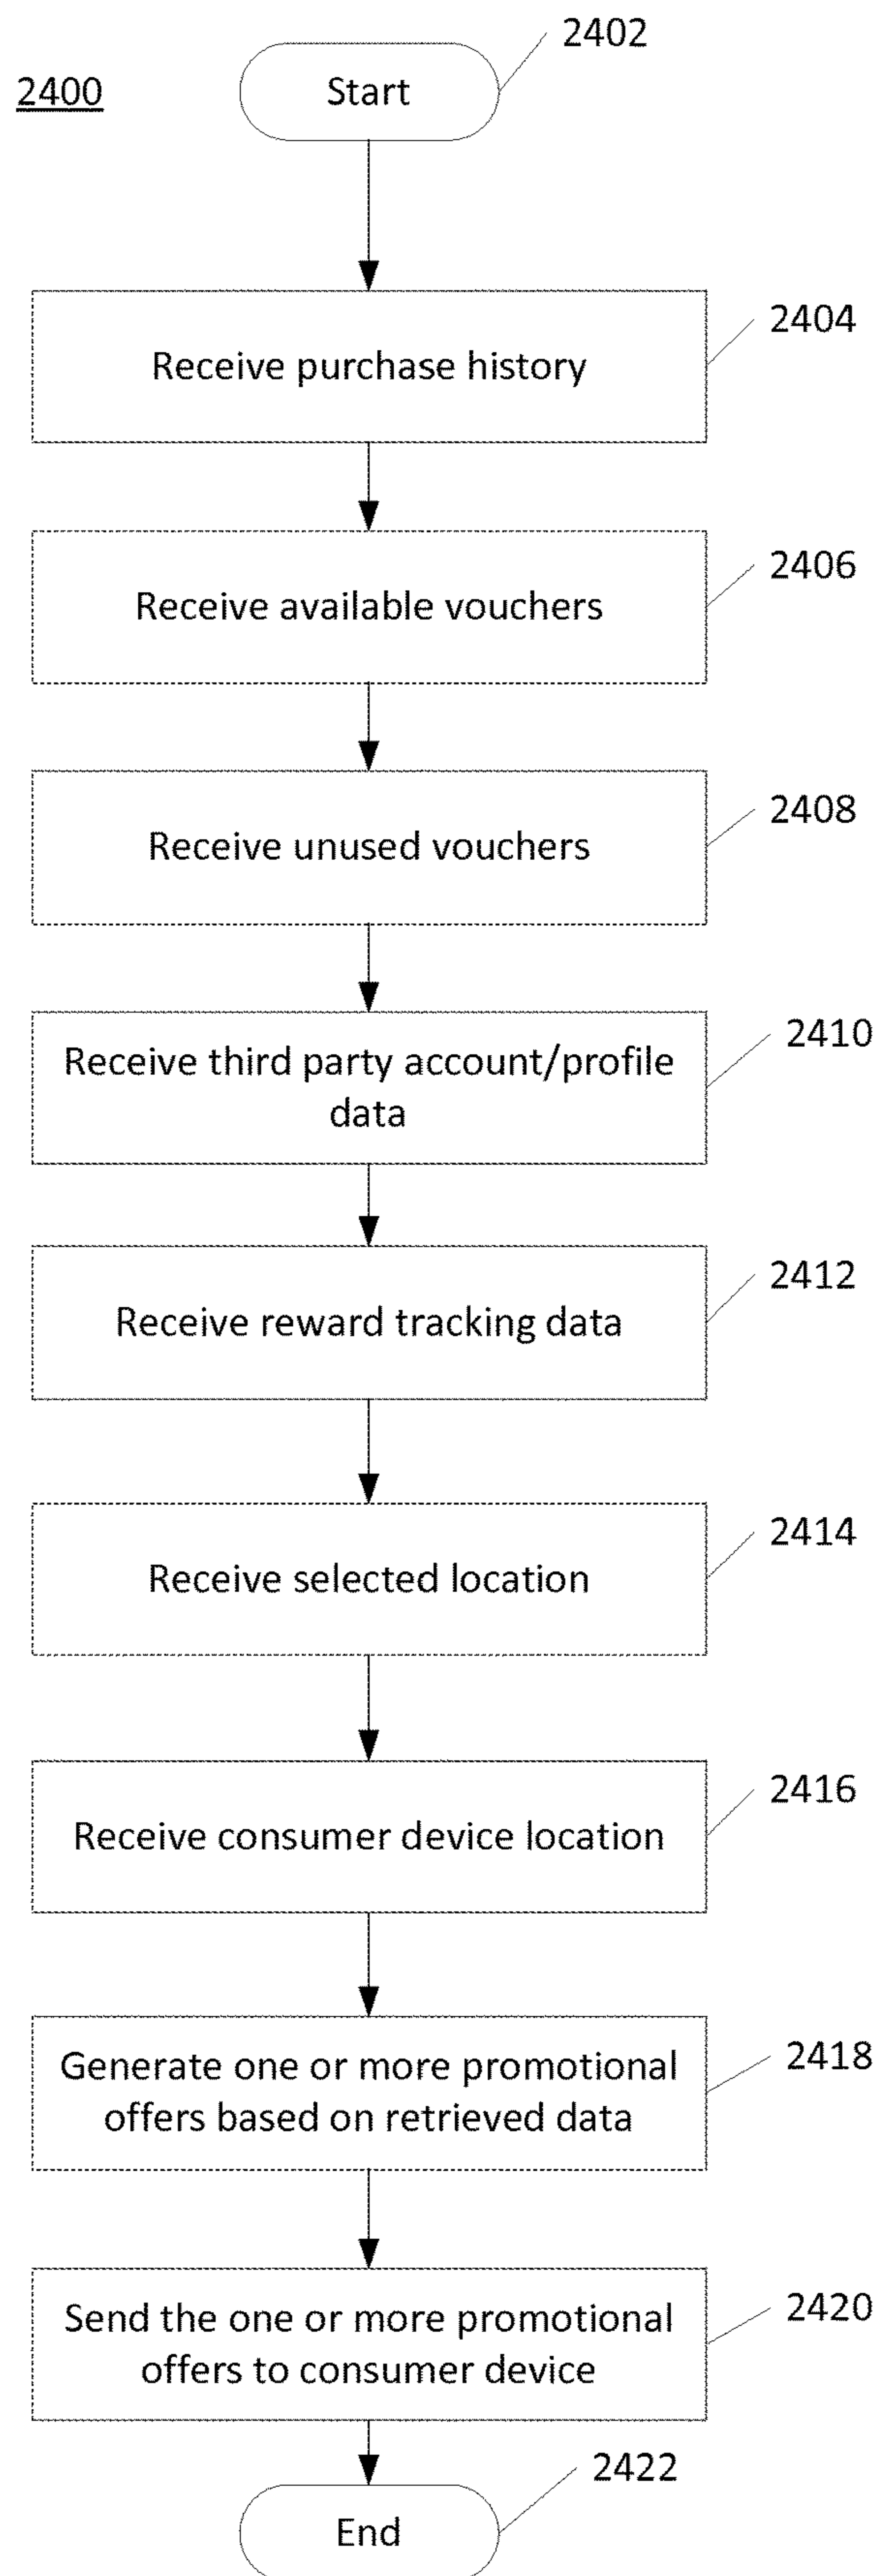 2402
2400
Start
2404
Receive purchase history
2406
Receive available vouchers
2408
Receive unused vouchers
2410
Receive third party account/profile
data
2412
Receive reward tracking data
2414
Receive selected location
2416
Receive consumer device location
2418
Generate one or more promotional
offers based on retrieved data
2420
Send the one or more promotional
offers to consumer device
2422
End